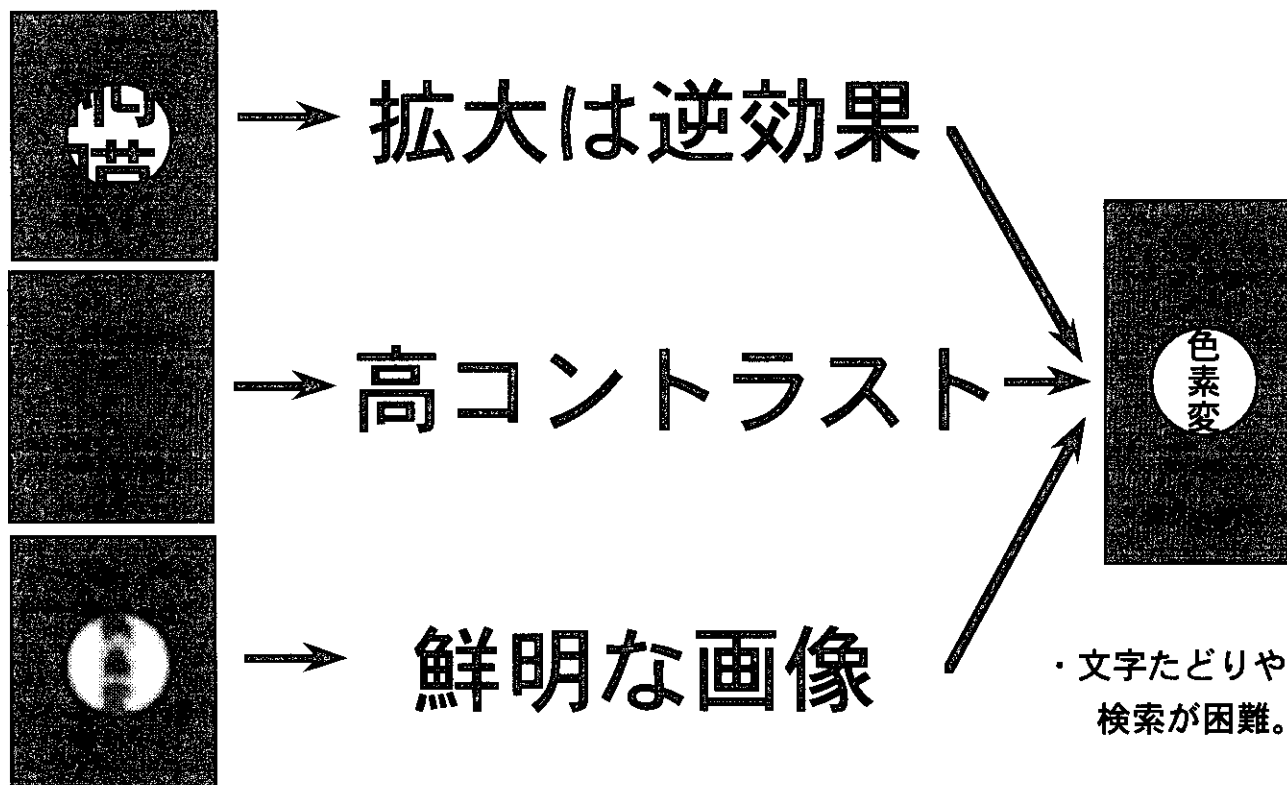 拡大は逆効果
高コントラスト
鮮明な画像
色素変
・文字たどりや
検索が困難。